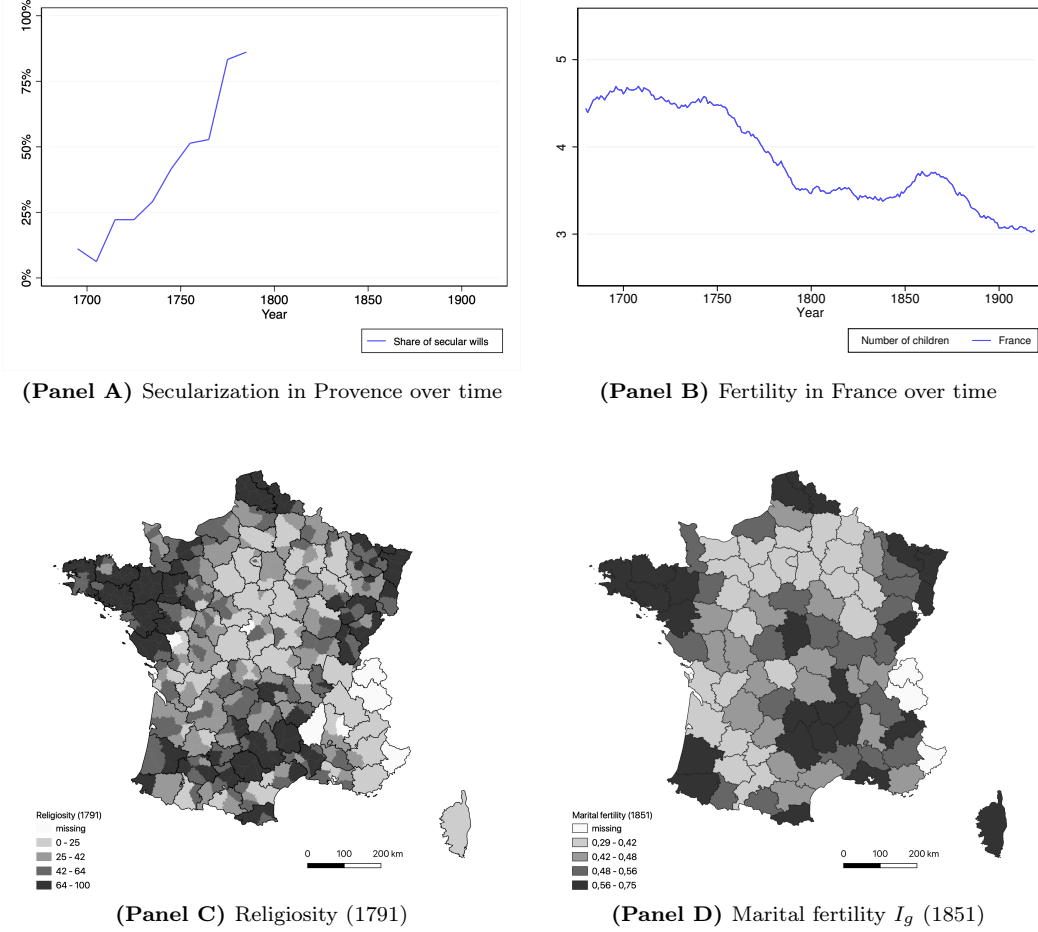 100%
75%
50%
25%
0%
1700 1750 1800 1850 1900
Year
Share of secular wills
(Panel A) Secularization in Provence over time
5
4
3
1700 1750 1800 1850 1900
Year
Number of children France
(Panel B) Fertility in France over time
Religiosity (1791)
missing
0 - 25
25 - 42
42 - 64
64 - 100
0 100 200 km
(Panel C) Religiosity (1791)
Marital fertility (1851)
missing
0,29 - 0,42
0,42 - 0,48
0,48 - 0,56
0,56 - 0,75
0 100 200 km
(Panel D) Marital fertility I_g (1851)